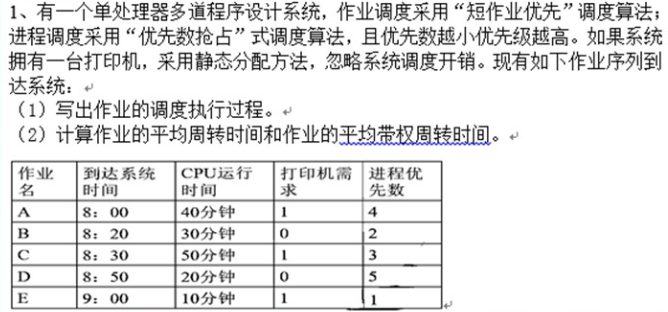 1、有一个单处理器多道程序设计系统，作业调度采用“短作业优先”调度算法；
进程调度采用“优先数抢占”式调度算法，且优先数越小优先级越高。如果系统
拥有一台打印机，采用静态分配方法，忽略系统调度开销。现有如下作业序列到
达系统：
（1）写出作业的调度执行过程。
（2）计算作业的平均周转时间和作业的平均带权周转时间。
作业名 到达系统时间 CPU运行时间 打印机需求 进程优先数
A 8：00 40分钟 1 4
B 8：20 30分钟 0 2
C 8：30 50分钟 1 3
D 8：50 20分钟 0 5
E 9：00 10分钟 1 1